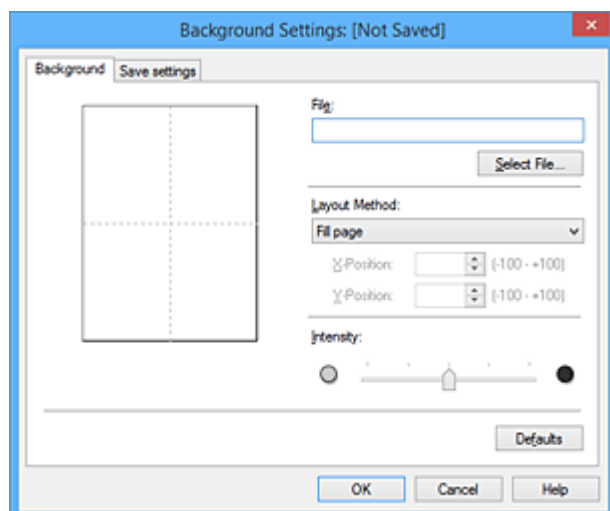 Background Settings: [Not Saved]
Background
Save settings
File:
Select File...
Layout Method:
Fill page
X-Position:
(-100 - +100)
Y-Position:
(-100 - +100)
Intensity:
Defaults
OK
Cancel
Help